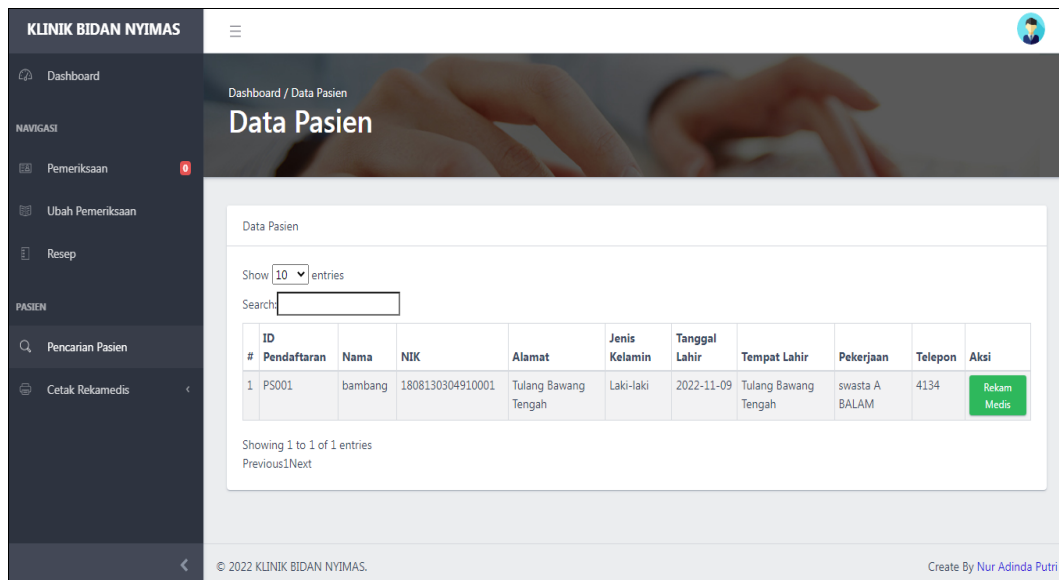 KLINIK BIDAN NYIMAS
Dashboard
NAVIGASI
Pemeriksaan 0
Ubah Pemeriksaan
Resep
PASIEN
Pencarian Pasien
Cetak Rekamedis
Dashboard / Data Pasien
Data Pasien
Data Pasien
Show 10 entries
Search:
# ID Pendaftaran Nama NIK Alamat Jenis Kelamin Tanggal Lahir Tempat Lahir Pekerjaan Telepon Aksi
1 PS001 bambang 1808130304910001 Tulang Bawang Tengah Laki-laki 2022-11-09 Tulang Bawang Tengah swasta A BALAM 4134 Rekam Medis
Showing 1 to 1 of 1 entries
Previous1Next
© 2022 KLINIK BIDAN NYIMAS. Create By Nur Adinda Putri